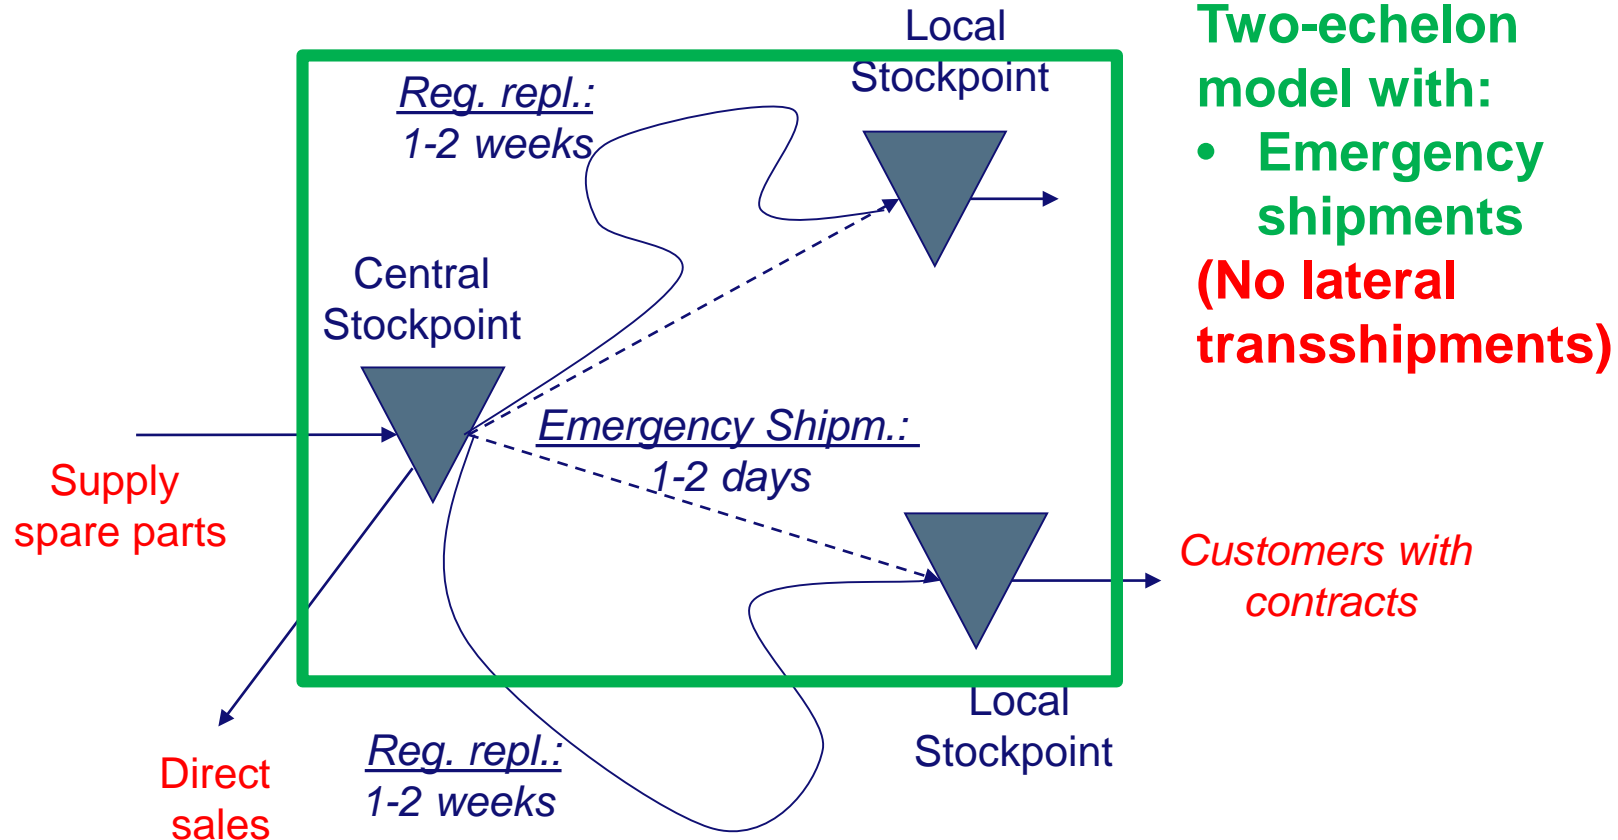 Local
Stockpoint
Two-echelon
model with:
• Emergency
shipments
(No lateral
transshipments)
Reg. repl.:
1-2 weeks
Central
Stockpoint
Emergency Shipm.:
1-2 days
Supply
spare parts
Customers with
contracts
Local
Stockpoint
Reg. repl.:
1-2 weeks
Direct
sales